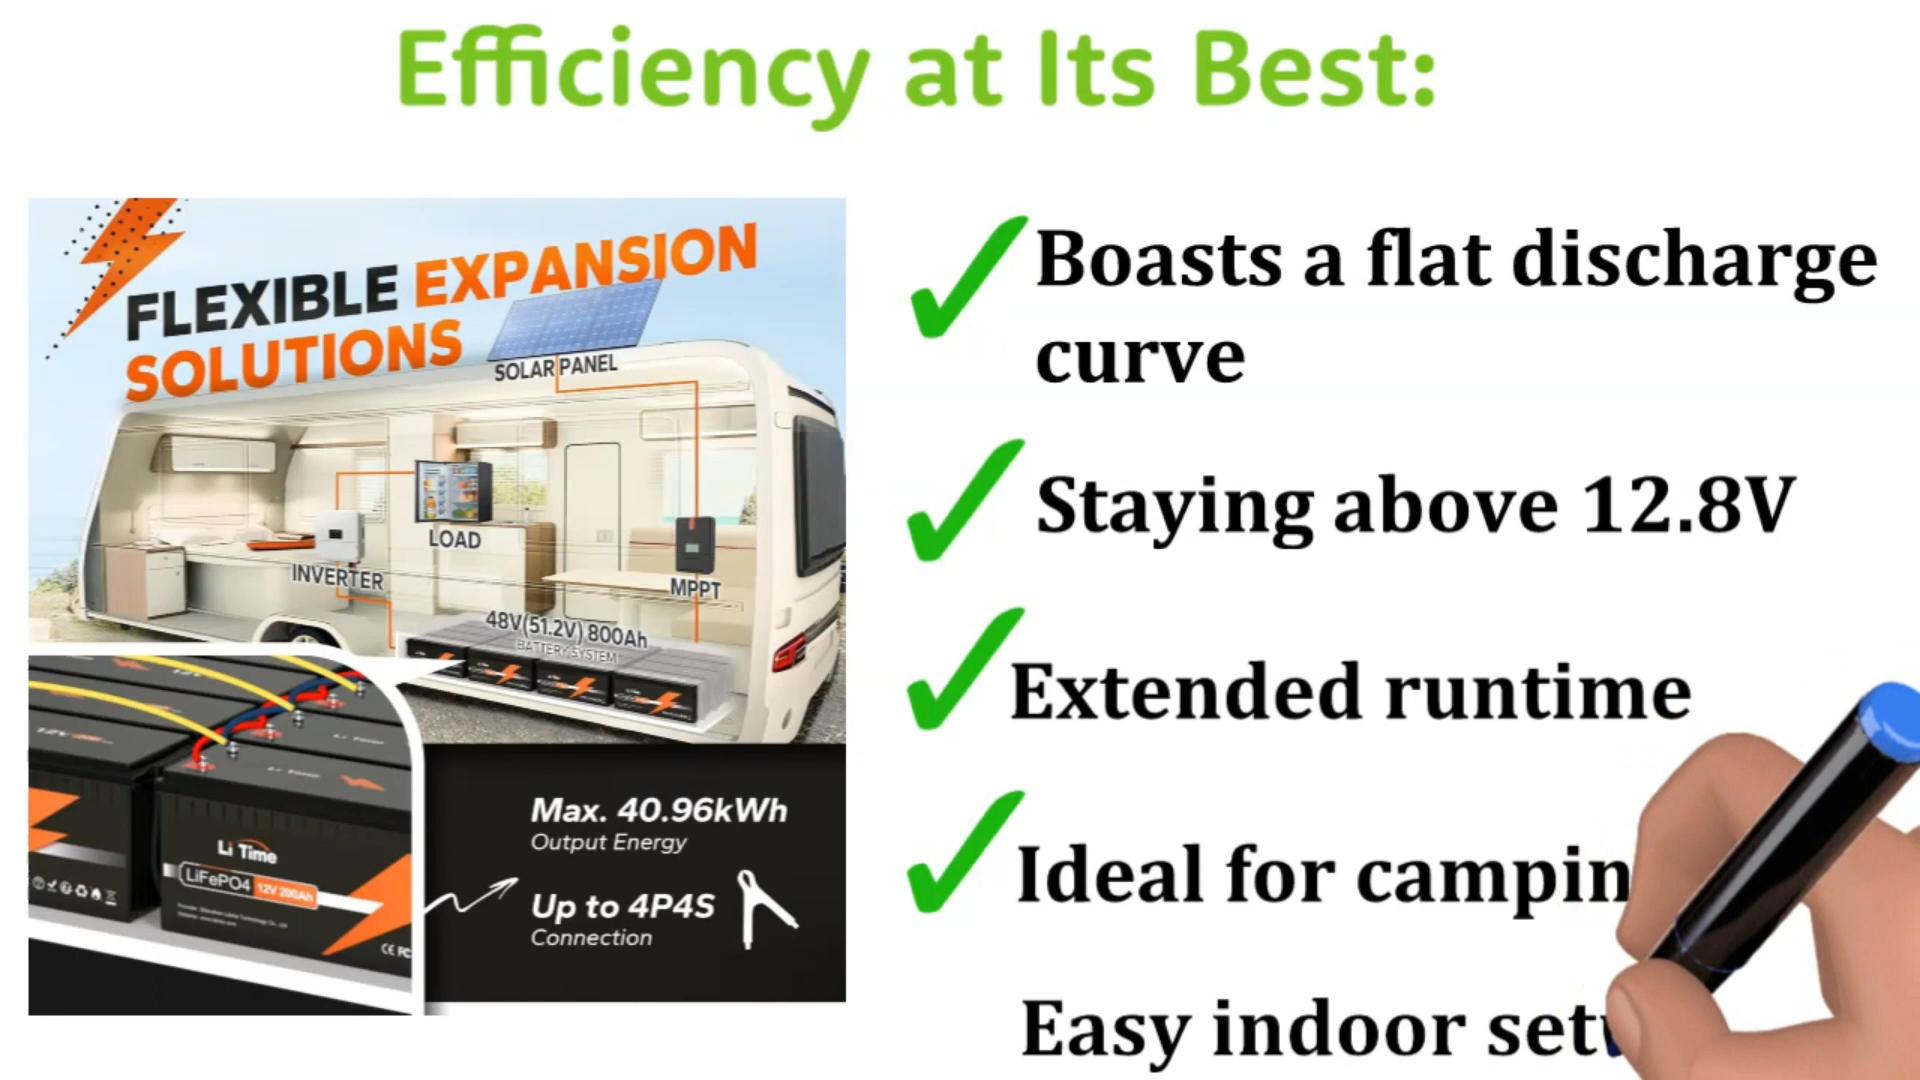 Efficiency at Its Best:
FLEXIBLE EXPANSION
SOLUTIONS
SOLAR PANEL
LOAD
INVERTER
MPPT
48V(51.2V) 800Ah
BATTERY SYSTEM
Li Time
LiFePO4 12V 200Ah
Max. 40.96kWh
Output Energy
Up to 4P4S
Connection
Boasts a flat discharge
curve
Staying above 12.8V
Extended runtime
Ideal for campin
Easy indoor set